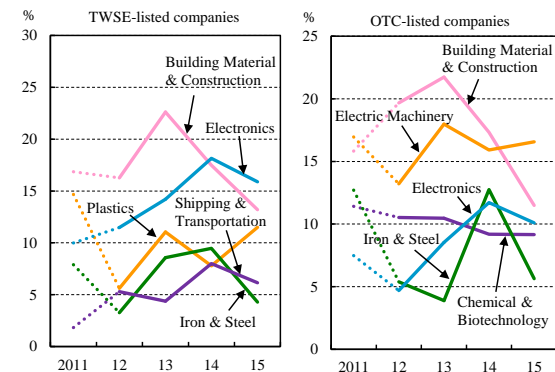 TWSE-listed companies
%
30
25
20
15
10
5
0
2011 12 13 14 15
Building Material
& Construction
Electronics
Plastics
Shipping &
Transportation
Iron & Steel
OTC-listed companies
%
25
20
15
10
5
0
2011 12 13 14 15
Building Material
& Construction
Electric Machinery
Electronics
Iron & Steel
Chemical &
Biotechnology